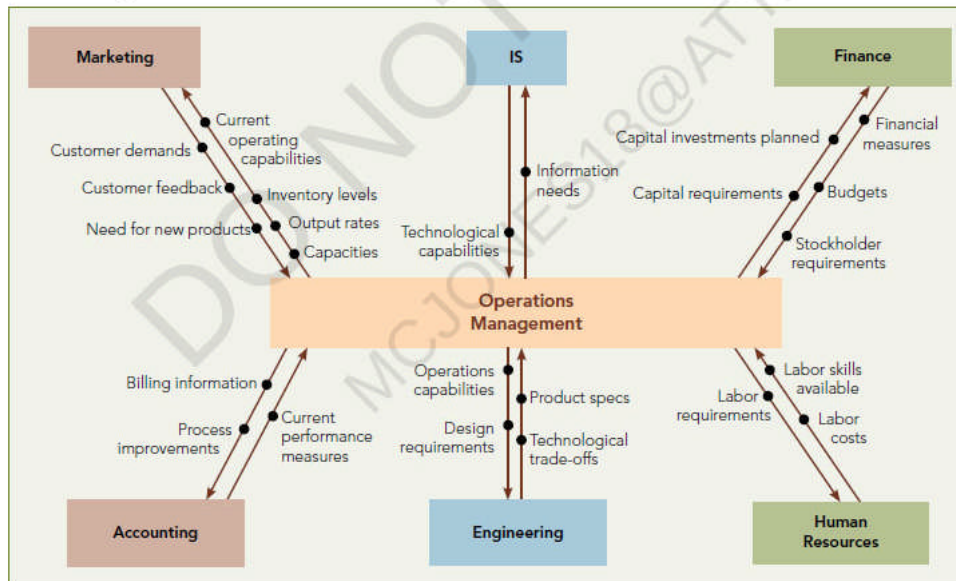 Marketing
IS
Finance
Current
operating
capabilities
Customer demands
Customer feedback
Inventory levels
Need for new products
Output rates
Capacities
Information
needs
Technological
capabilities
Capital investments planned
Financial
measures
Capital requirements
Budgets
Stockholder
requirements
Operations
Management
Billing information
Process
improvements
Current
performance
measures
Operations
capabilities
Product specs
Design
requirements
Technological
trade-offs
Labor
requirements
Labor skills
available
Labor
costs
Accounting
Engineering
Human
Resources
DO NOT
MCJONES18@ATT